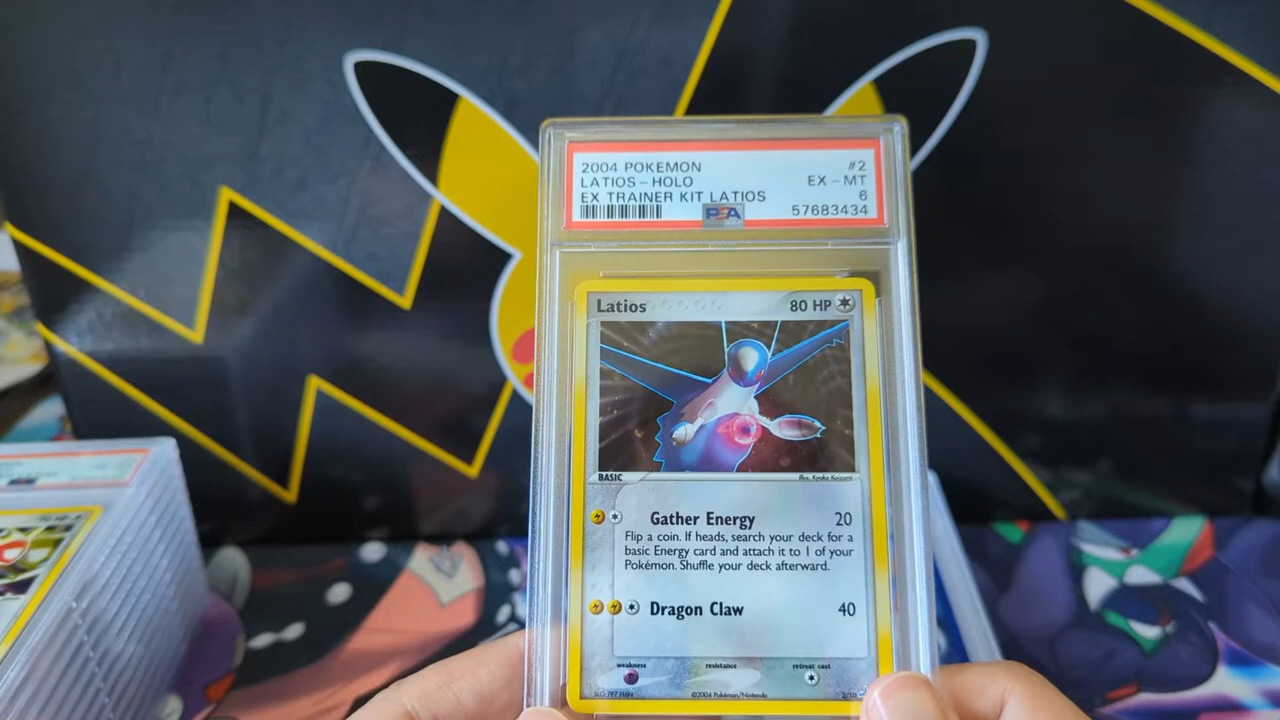 2004 POKEMON #2
LATIOS - HOLO EX - MT
EX TRAINER KIT LATIOS 6
PSA 57683434
Latios 80 HP
BASIC Illus. Kyoko Koizumi
Gather Energy 20
Flip a coin. If heads, search your deck for a
basic Energy card and attach it to 1 of your
Pokémon. Shuffle your deck afterward.
Dragon Claw 40
weakness resistance retreat cost
©2004 Pokémon/Nintendo 2/10